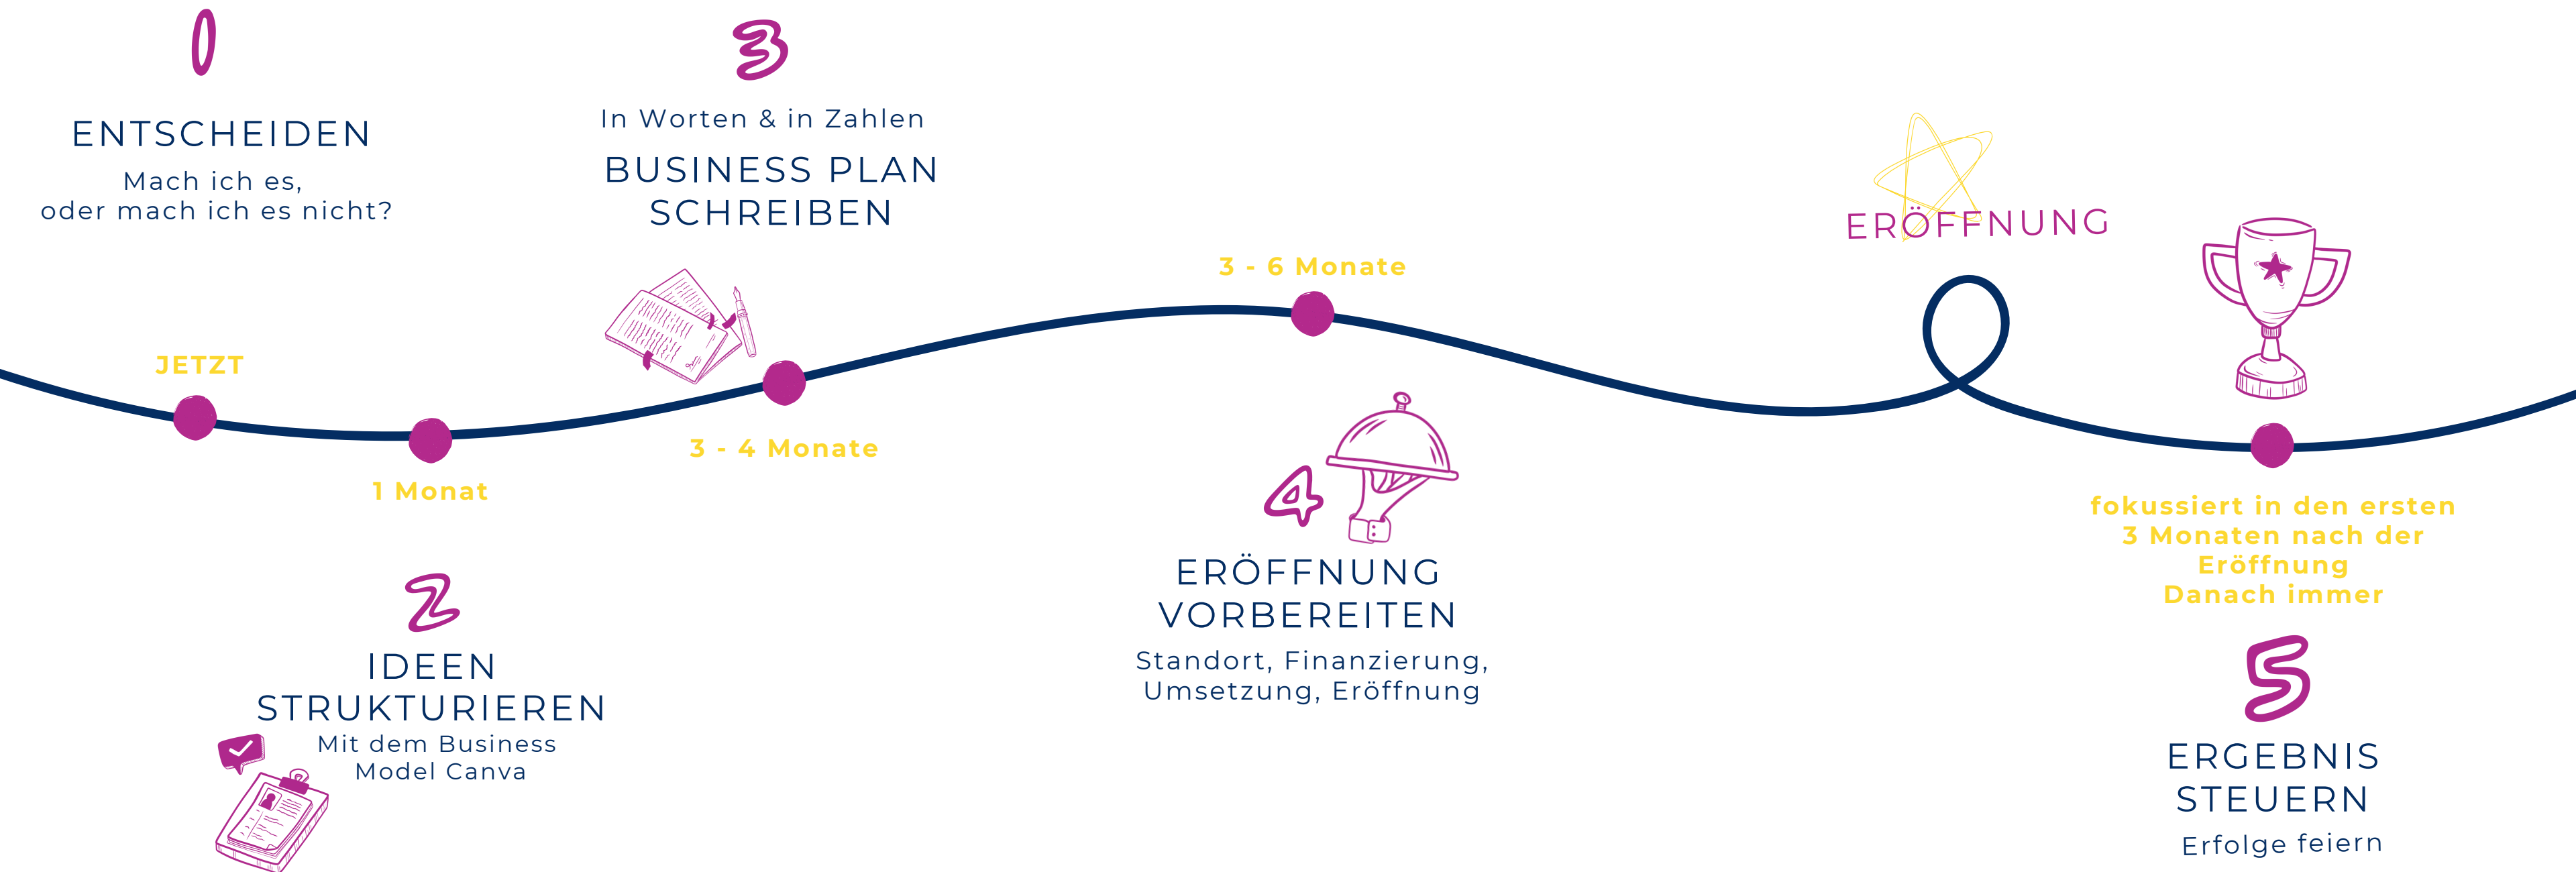 1
ENTSCHEIDEN
Mach ich es,
oder mach ich es nicht?
JETZT
1 Monat
2
IDEEN
STRUKTURIEREN
Mit dem Business
Model Canva
3
In Worten & in Zahlen
BUSINESS PLAN
SCHREIBEN
3 - 4 Monate
3 - 6 Monate
4
ERÖFFNUNG
VORBEREITEN
Standort, Finanzierung,
Umsetzung, Eröffnung
ERÖFFNUNG
fokussiert in den ersten
3 Monaten nach der
Eröffnung
Danach immer
5
ERGEBNIS
STEUERN
Erfolge feiern